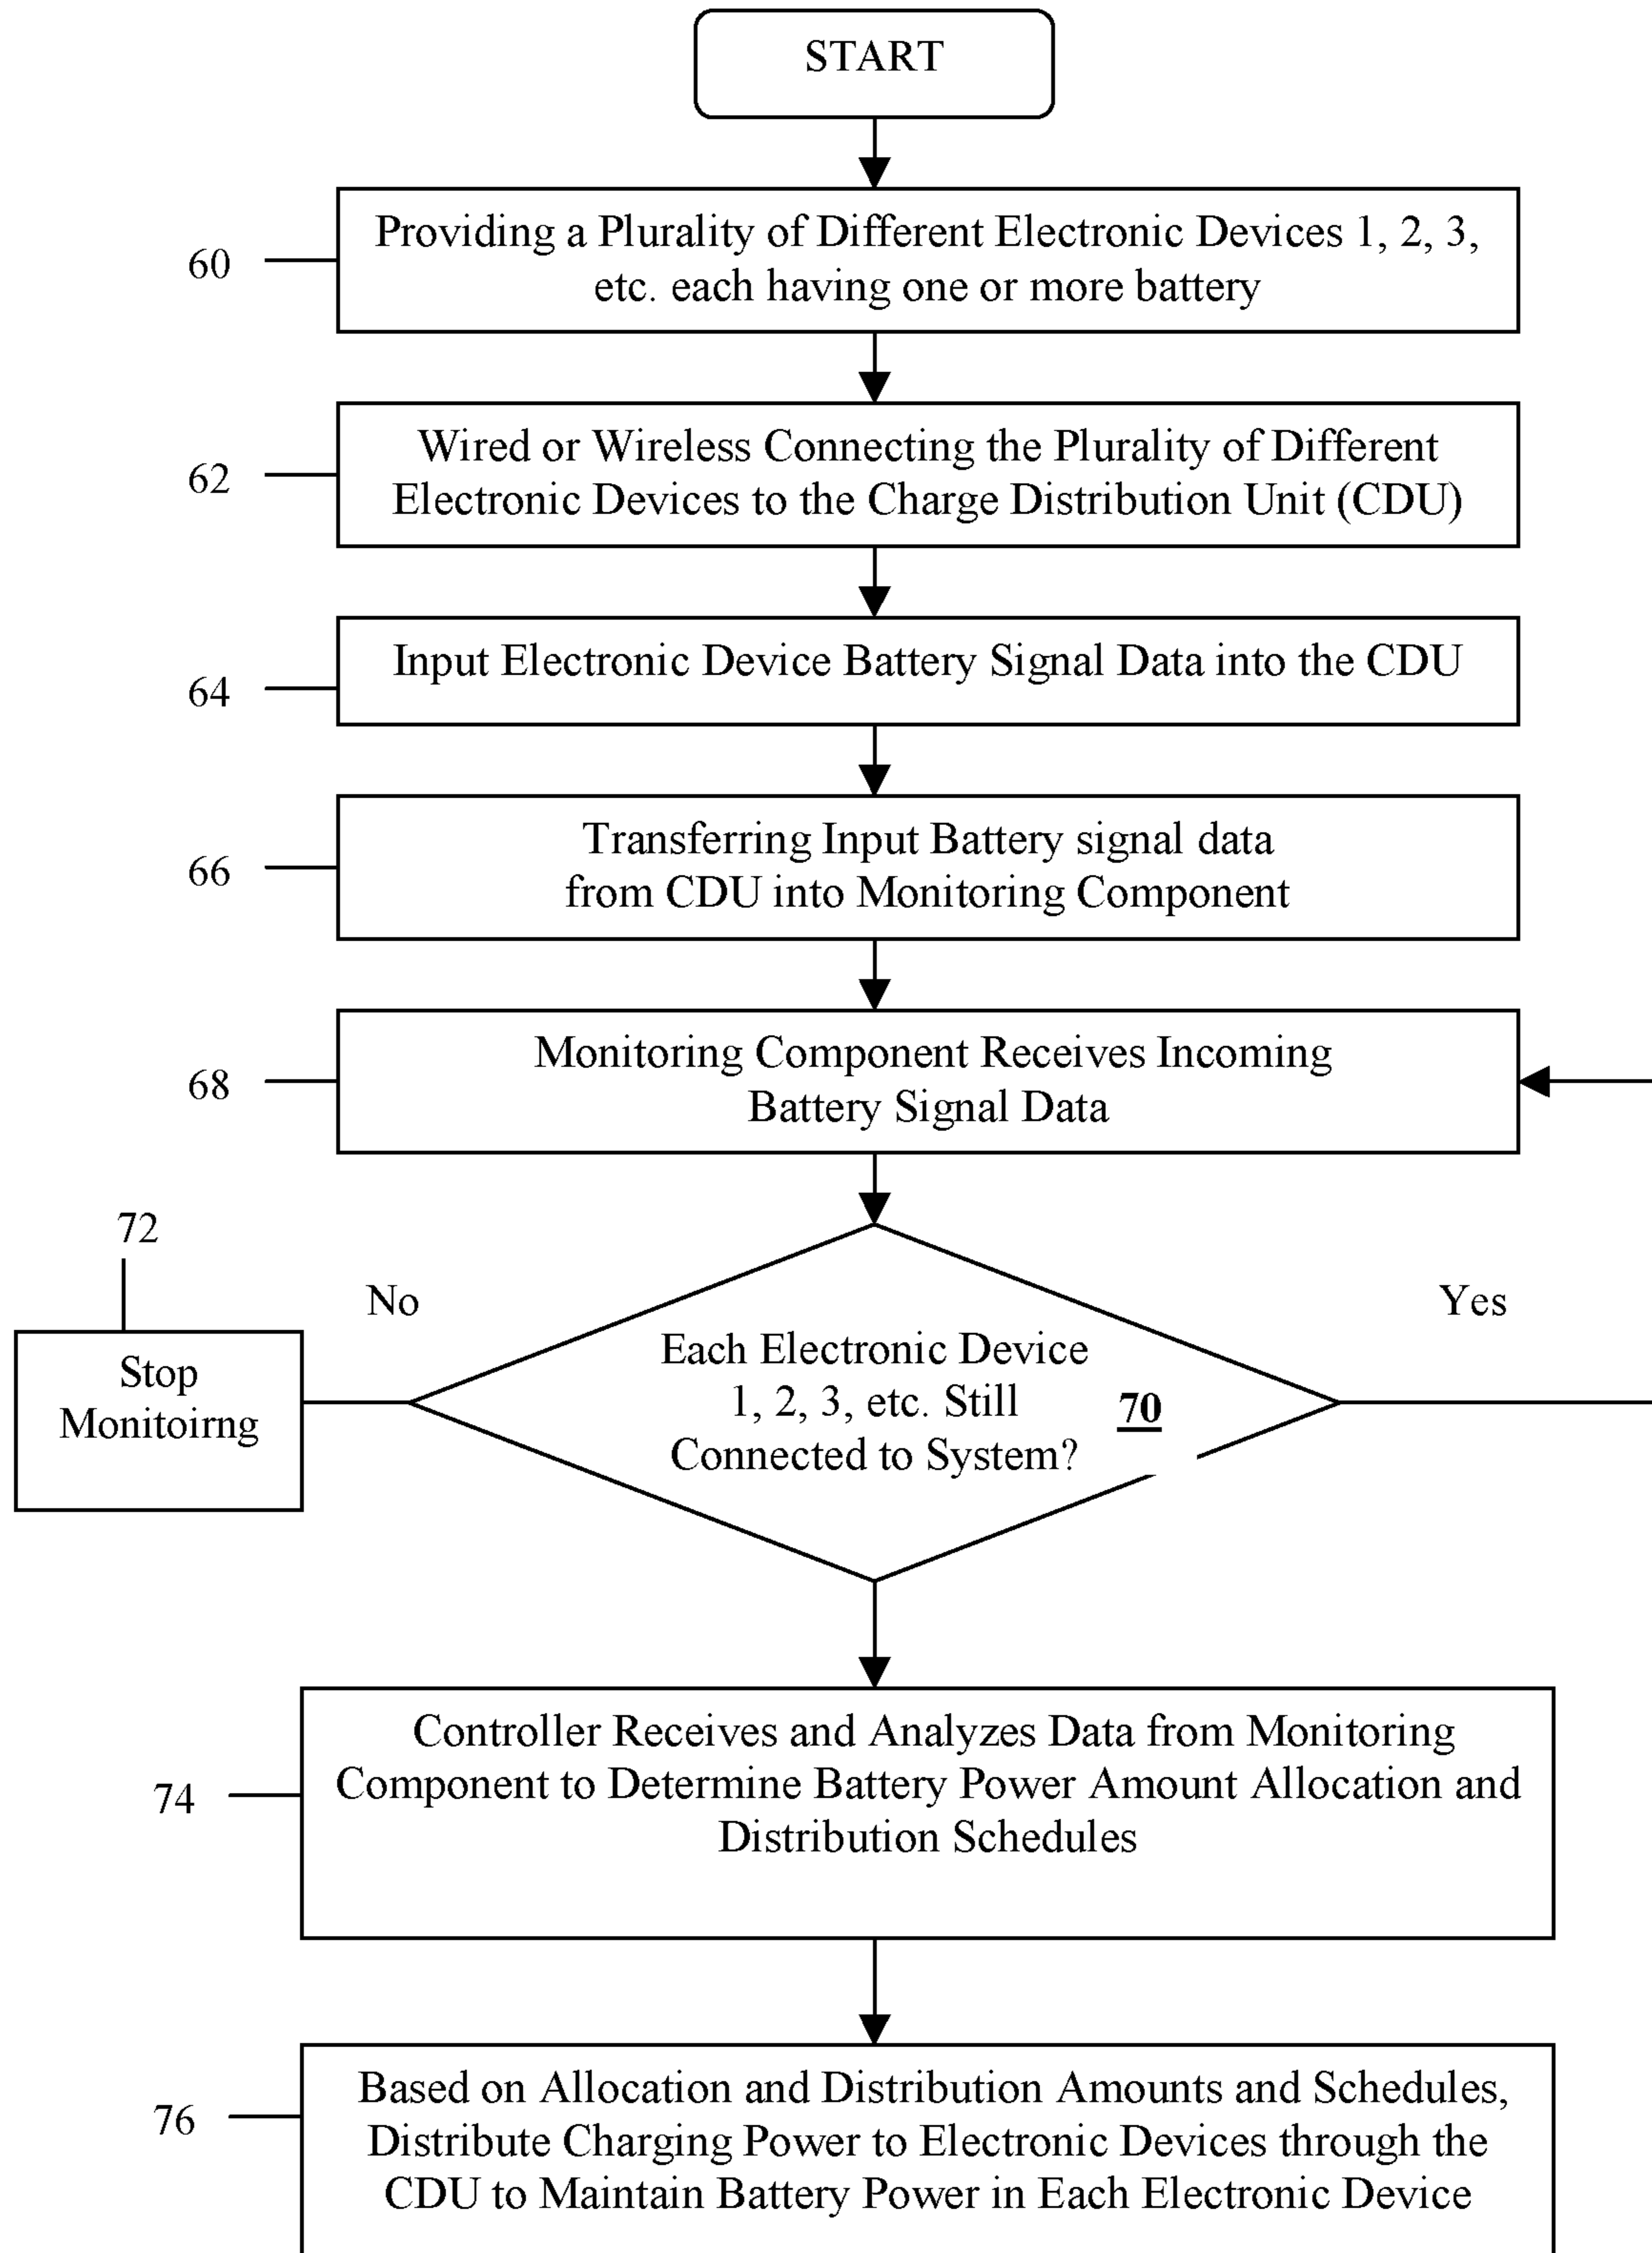 START
60
Providing a Plurality of Different Electronic Devices 1, 2, 3,
etc. each having one or more battery
62
Wired or Wireless Connecting the Plurality of Different
Electronic Devices to the Charge Distribution Unit (CDU)
64
Input Electronic Device Battery Signal Data into the CDU
66
Transferring Input Battery signal data
from CDU into Monitoring Component
68
Monitoring Component Receives Incoming
Battery Signal Data
72
No
Yes
Stop
Monitoirng
Each Electronic Device
1, 2, 3, etc. Still
Connected to System?
70
74
Controller Receives and Analyzes Data from Monitoring
Component to Determine Battery Power Amount Allocation and
Distribution Schedules
76
Based on Allocation and Distribution Amounts and Schedules,
Distribute Charging Power to Electronic Devices through the
CDU to Maintain Battery Power in Each Electronic Device